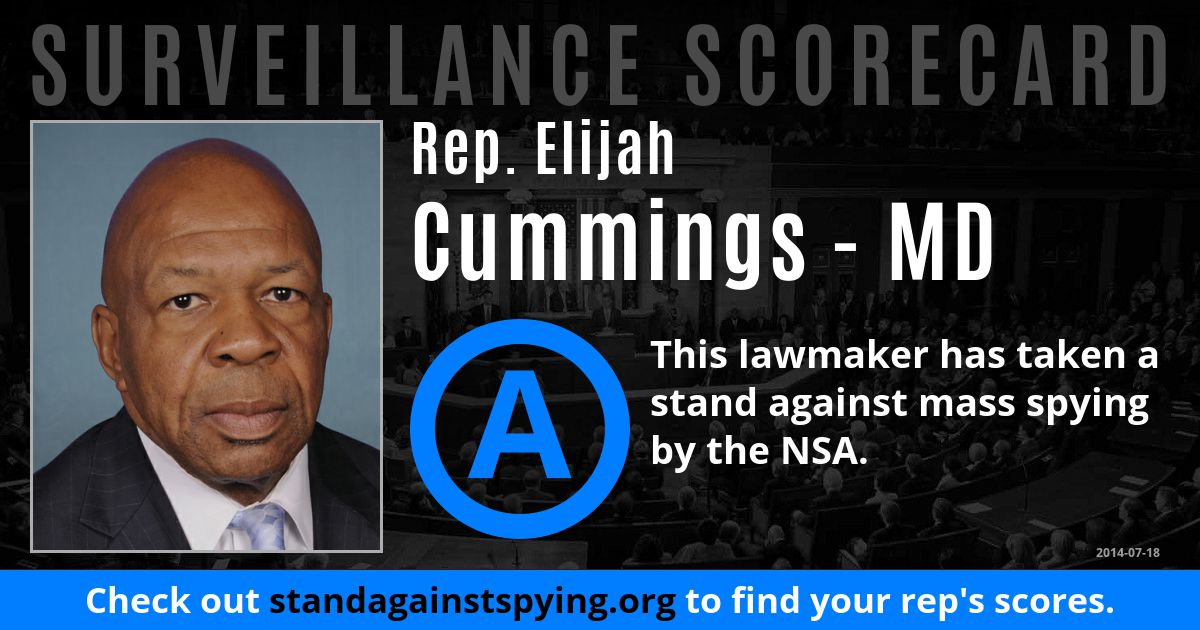 SURVEILLANCE SCORECARD
Rep. Elijah
Cummings - MD
A
This lawmaker has taken a
stand against mass spying
by the NSA.
2014-07-18
Check out standagainstspying.org to find your rep's scores.